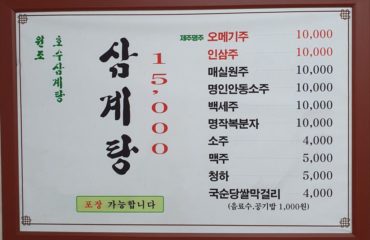 원조
호수삼계탕
삼계탕
15,000
포장 가능합니다
제주명주 오메기주 10,000
인삼주 10,000
매실원주 10,000
명인안동소주 10,000
백세주 10,000
명작복분자 10,000
소주 4,000
맥주 5,000
청하 5,000
국순당쌀막걸리 4,000
(음료수.공기밥 1,000원)